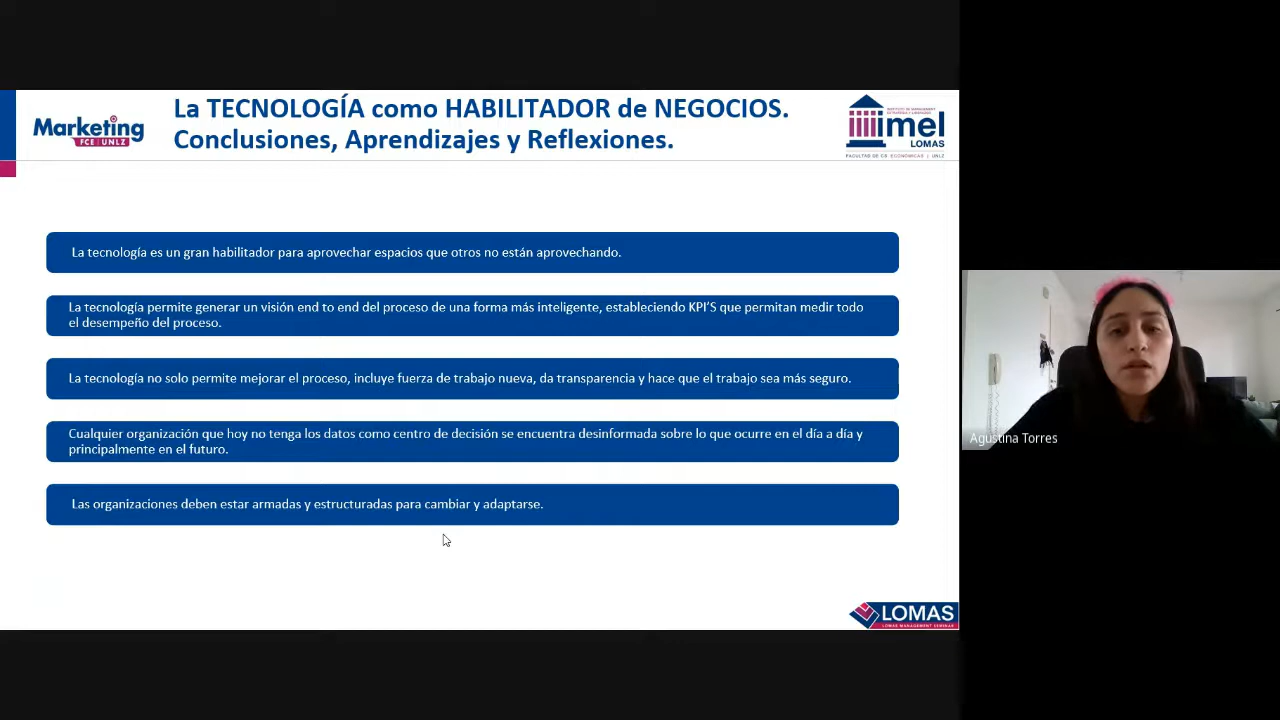 La TECNOLOGÍA como HABILITADOR de NEGOCIOS.
Conclusiones, Aprendizajes y Reflexiones.
Marketing
FCE | UNLZ
INSTITUTO DE MANAGEMENT
imel
LOMAS
FACULTAD DE CS. ECONÓMICAS | UNLZ
La tecnología es un gran habilitador para aprovechar espacios que otros no están aprovechando.
La tecnología permite generar un visión end to end del proceso de una forma más inteligente, estableciendo KPI'S que permitan medir todo
el desempeño del proceso.
La tecnología no solo permite mejorar el proceso, incluye fuerza de trabajo nueva, da transparencia y hace que el trabajo sea más seguro.
Cualquier organización que hoy no tenga los datos como centro de decisión se encuentra desinformada sobre lo que ocurre en el día a día y
principalmente en el futuro.
Las organizaciones deben estar armadas y estructuradas para cambiar y adaptarse.
Agustina Torres
LOMAS
LOMAS MANAGEMENT SEMINAR